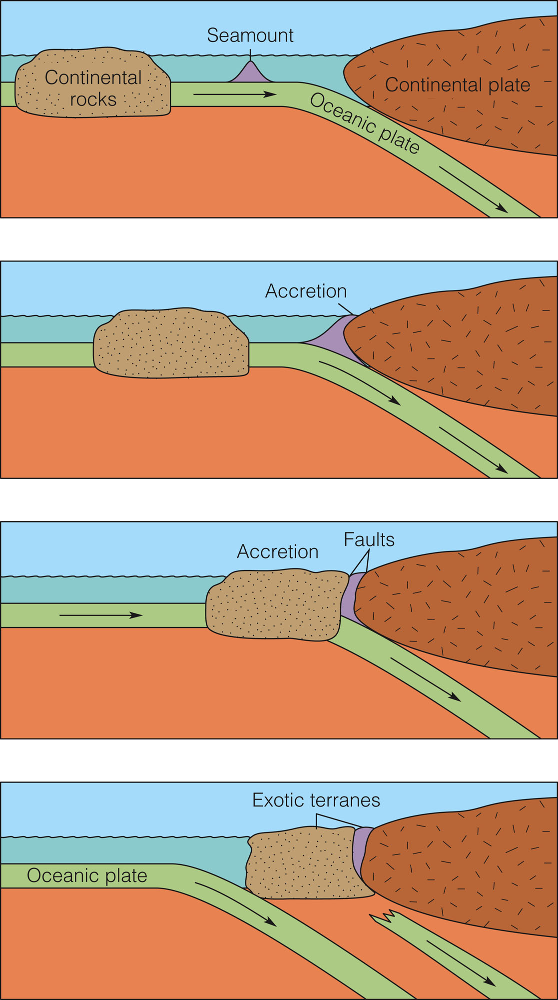 Seamount
Continental
rocks
Continental plate
Oceanic plate
Accretion
Accretion
Faults
Exotic terranes
Oceanic plate